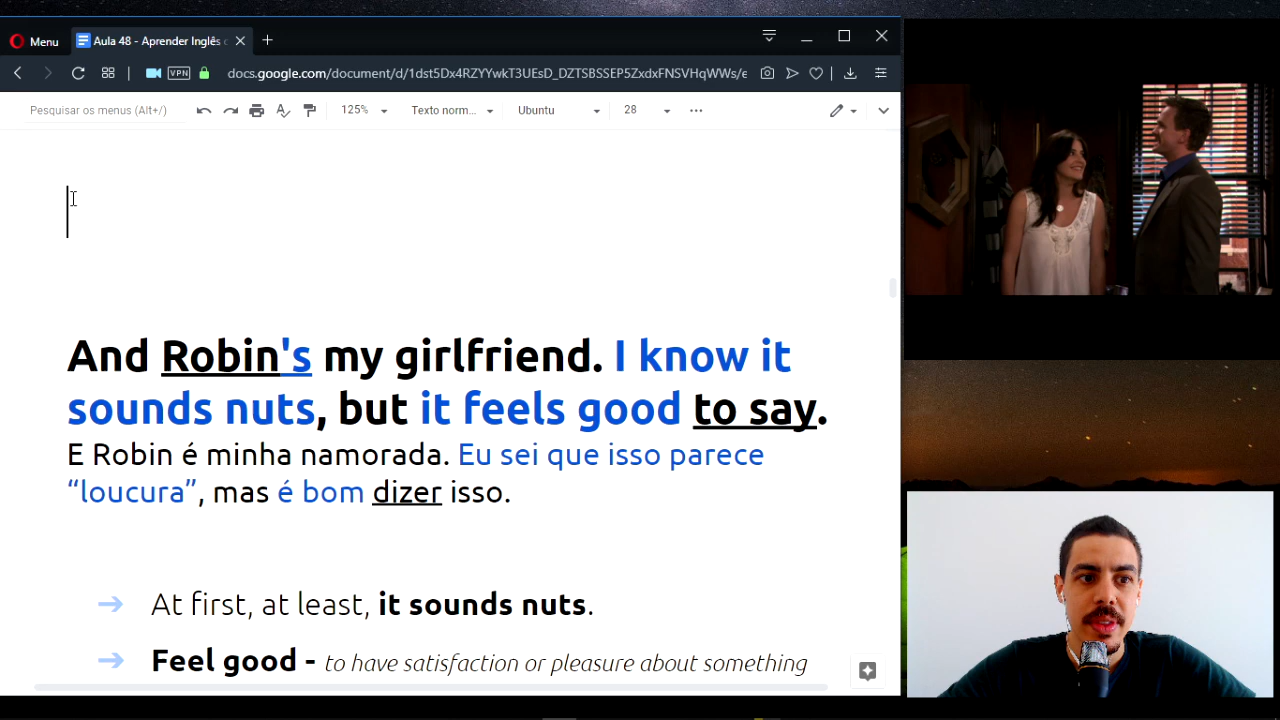 Menu
Aula 48 - Aprender Inglês
VPN
docs.google.com/document/d/1dst5Dx4RZYYwkT3UEsD_DZTSBSSEP5ZxdxFNSVHqWWs/e
Pesquisar os menus (Alt+/)
125%
Texto norm...
Ubuntu
28
And Robin's my girlfriend. I know it
sounds nuts, but it feels good to say.
E Robin é minha namorada. Eu sei que isso parece
“loucura”, mas é bom dizer isso.
➔ At first, at least, it sounds nuts.
➔ Feel good - to have satisfaction or pleasure about something